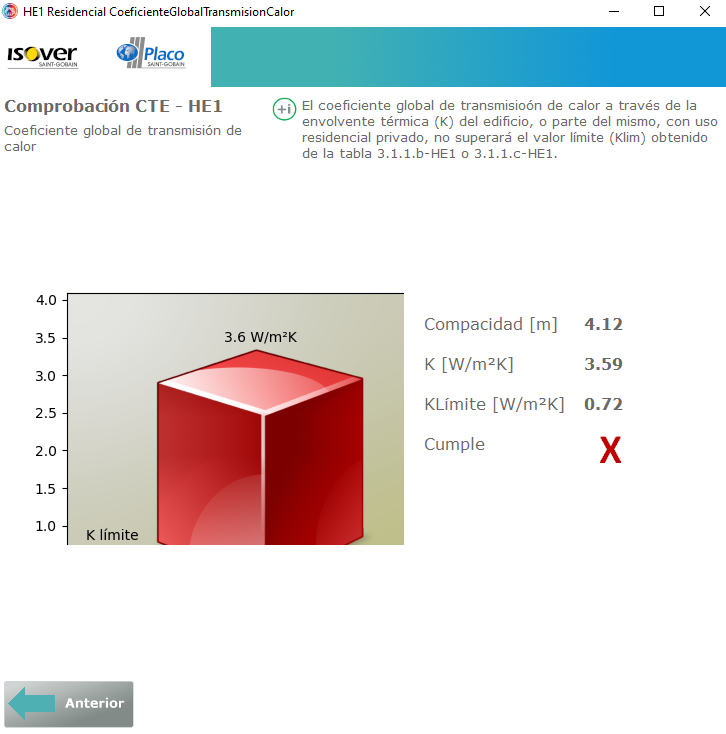 HE1 Residencial CoeficienteGlobalTransmisionCalor
ISOVER
SAINT-GOBAIN
Placo
SAINT-GOBAIN
Comprobación CTE - HE1
Coeficiente global de transmisión de
calor
+i
El coeficiente global de transmisioón de calor a través de la
envolvente térmica (K) del edificio, o parte del mismo, con uso
residencial privado, no superará el valor límite (Klim) obtenido
de la tabla 3.1.1.b-HE1 o 3.1.1.c-HE1.
4.0
3.5
3.0
2.5
2.0
1.5
1.0
3.6 W/m²K
K límite
Compacidad [m] 4.12
K [W/m²K] 3.59
KLímite [W/m²K] 0.72
Cumple X
Anterior